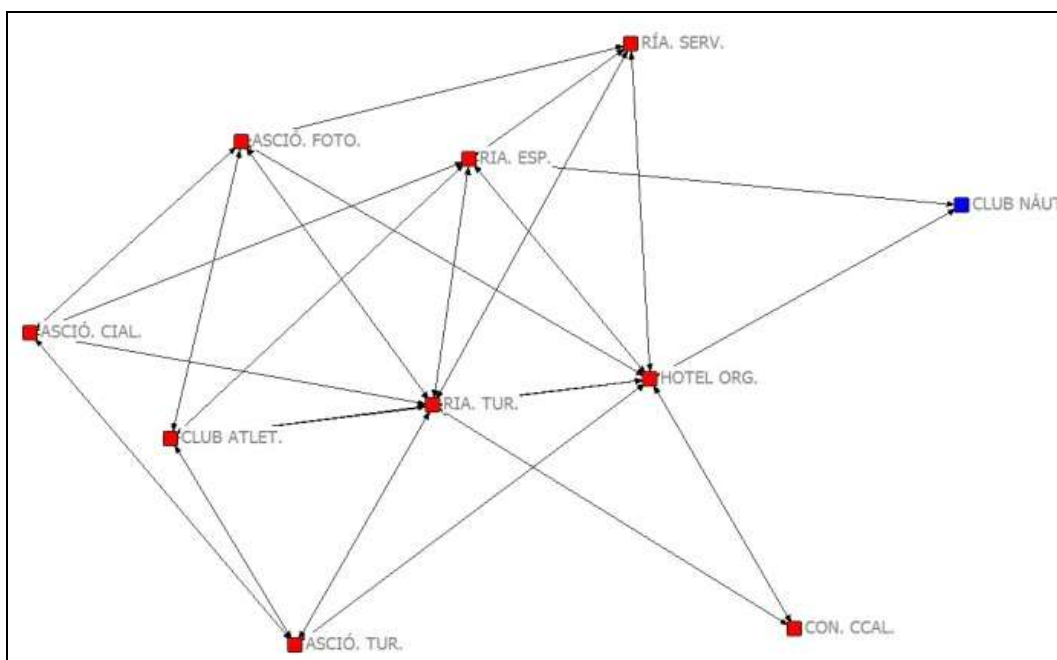 RÍA. SERV.
ASCIÓ. FOTO.
RIA. ESP.
CLUB NÁUT
ASCIÓ. CIAL.
HOTEL ORG.
RIA. TUR.
CLUB ATLET.
CON. CCAL.
ASCIÓ. TUR.